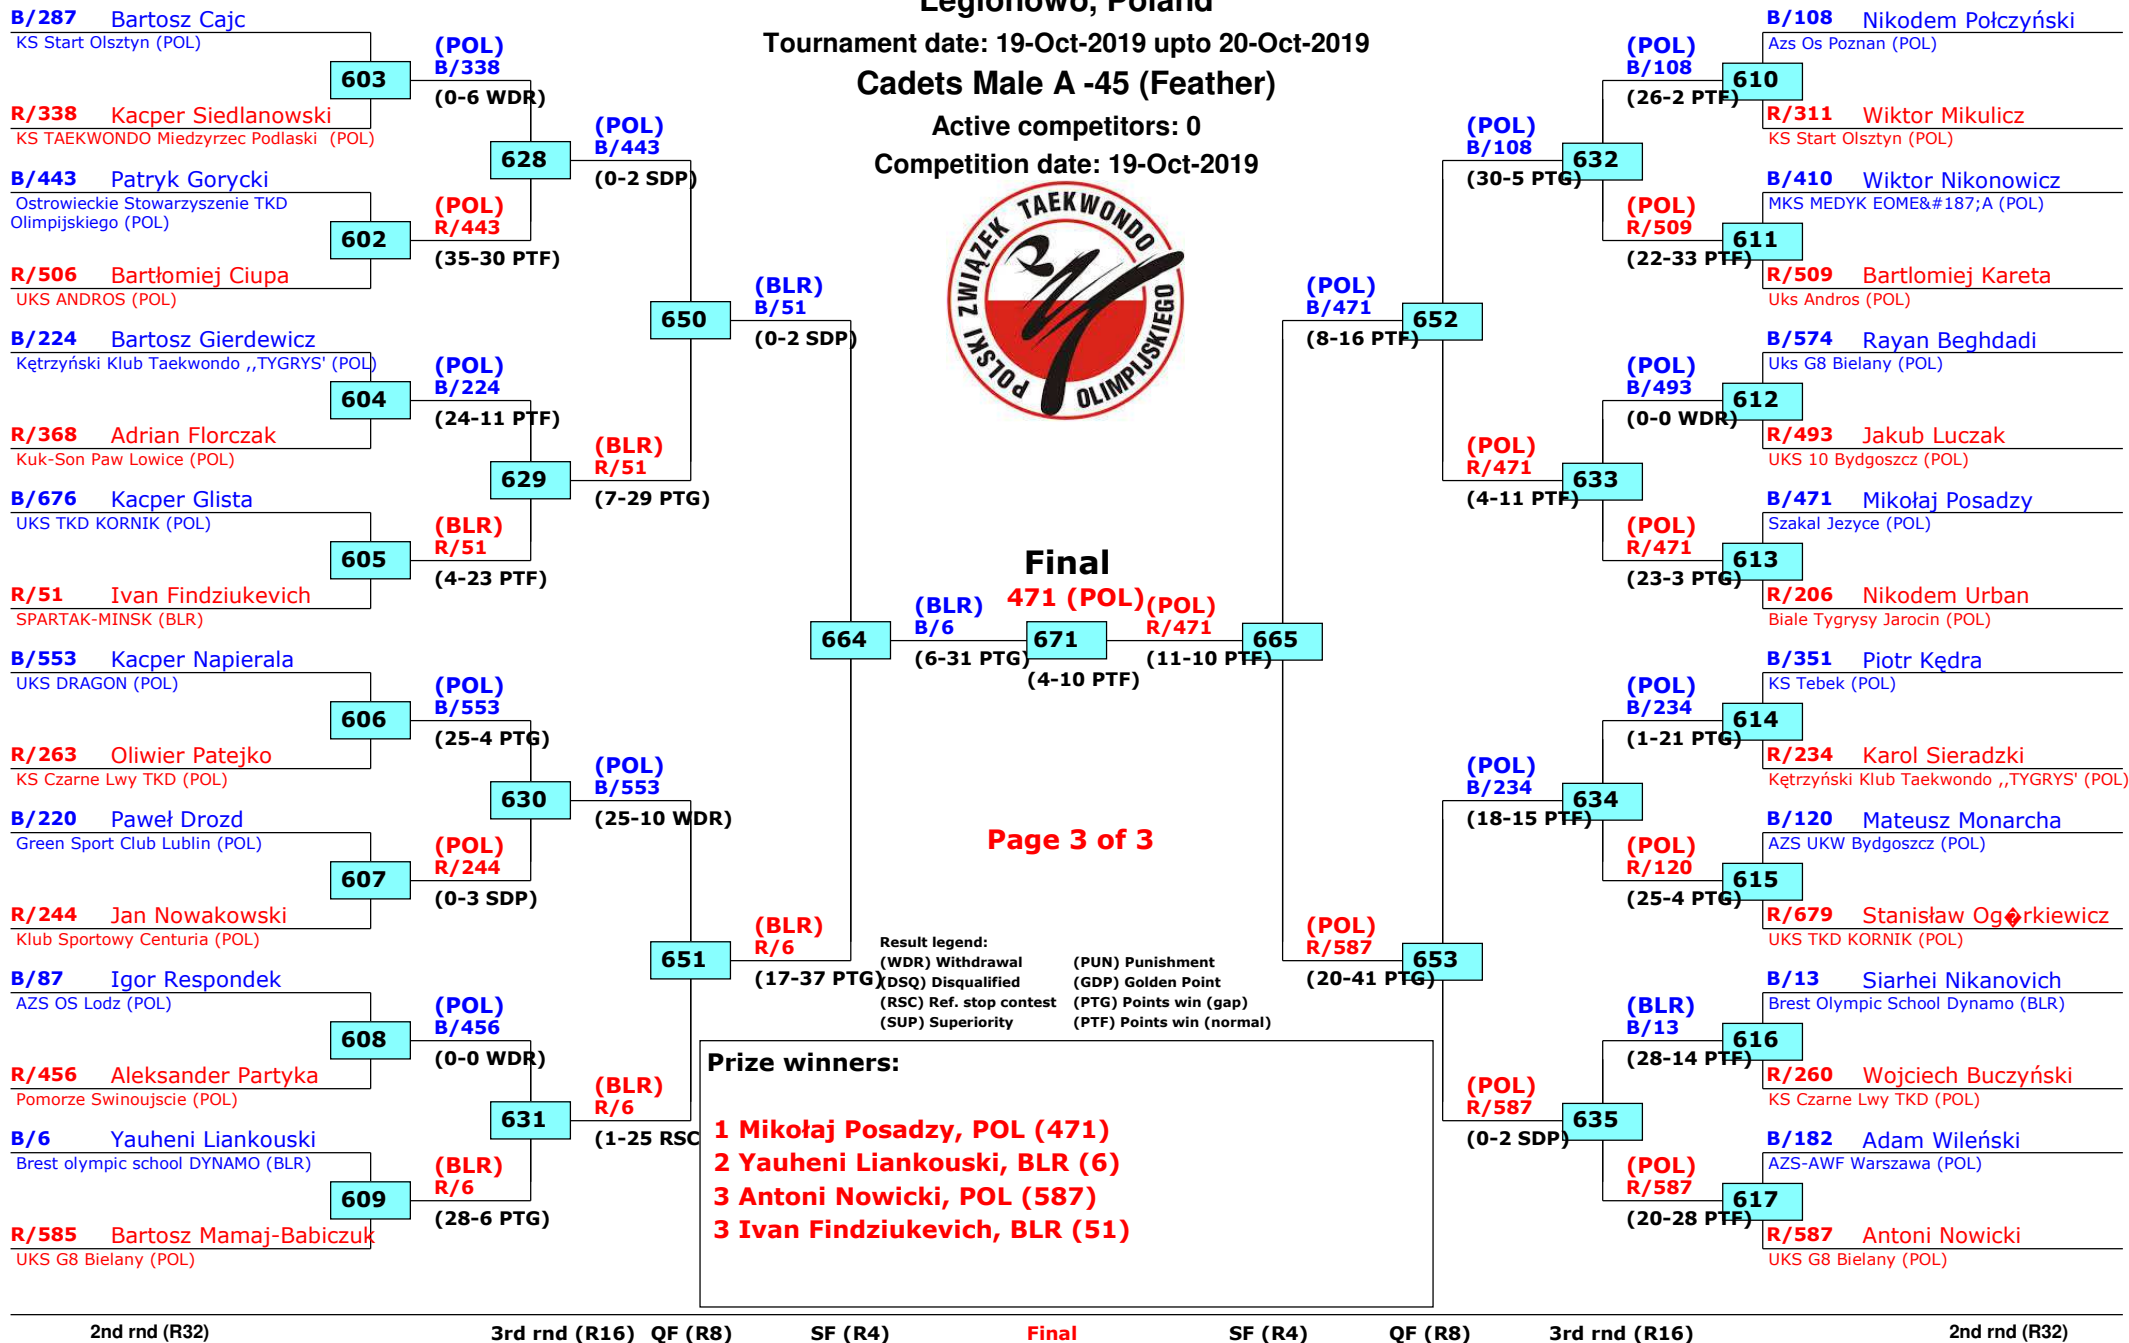 Legionowo, Poland
Tournament date: 19-Oct-2019 upto 20-Oct-2019
Cadets Male A -45 (Feather)
Active competitors: 0
Competition date: 19-Oct-2019
POLSKI ZWIĄZEK TAEKWONDO OLIMPIJSKIEGO
B/287 Bartosz Cajc
KS Start Olsztyn (POL)
603
R/338 Kacper Siedlanowski
KS TAEKWONDO Miedzyrzec Podlaski (POL)
B/443 Patryk Gorycki
Ostrowieckie Stowarzyszenie TKD
Olimpijskiego (POL)
602
R/506 Bartłomiej Ciupa
UKS ANDROS (POL)
B/224 Bartosz Gierdewicz
Kętrzyński Klub Taekwondo ,,TYGRYS' (POL)
604
R/368 Adrian Florczak
Kuk-Son Paw Lowice (POL)
B/676 Kacper Glista
UKS TKD KORNIK (POL)
605
R/51 Ivan Findziukevich
SPARTAK-MINSK (BLR)
B/553 Kacper Napierala
UKS DRAGON (POL)
606
R/263 Oliwier Patejko
KS Czarne Lwy TKD (POL)
B/220 Paweł Drozd
Green Sport Club Lublin (POL)
607
R/244 Jan Nowakowski
Klub Sportowy Centuria (POL)
B/87 Igor Respondek
AZS OS Lodz (POL)
608
R/456 Aleksander Partyka
Pomorze Swinoujscie (POL)
B/6 Yauheni Liankouski
Brest olympic school DYNAMO (BLR)
609
R/585 Bartosz Mamaj-Babiczuk
UKS G8 Bielany (POL)
(POL)
B/338
(0-6 WDR)
628
(POL)
R/443
(35-30 PTF)
(POL)
B/224
(24-11 PTF)
629
(BLR)
R/51
(4-23 PTF)
(POL)
B/553
(25-4 PTG)
630
(POL)
R/244
(0-3 SDP)
(POL)
B/456
(0-0 WDR)
631
(BLR)
R/6
(28-6 PTG)
(POL)
B/443
(0-2 SDP)
650
(BLR)
R/51
(7-29 PTG)
(POL)
B/553
(25-10 WDR)
651
(BLR)
R/6
(1-25 RSC
(BLR)
B/51
(0-2 SDP)
664
(BLR)
R/6
(17-37 PTG)
(BLR)
B/6
(6-31 PTG)
Final
471 (POL)
671
(4-10 PTF)
(POL)
R/471
(11-10 PTF)
665
(POL)
B/471
(8-16 PTF)
(POL)
R/587
(20-41 PTG)
652
(POL)
B/108
(30-5 PTG)
(POL)
R/471
(4-11 PTF)
653
(POL)
B/234
(18-15 PTF)
(POL)
R/587
(0-2 SDP)
632
(POL)
B/108
(26-2 PTF)
(POL)
R/509
(22-33 PTF)
633
(POL)
B/493
(0-0 WDR)
(POL)
R/471
(23-3 PTG)
634
(POL)
B/234
(1-21 PTG)
(POL)
R/120
(25-4 PTG)
635
(BLR)
B/13
(28-14 PTF)
(POL)
R/587
(20-28 PTF)
B/108 Nikodem Połczyński
Azs Os Poznan (POL)
610
R/311 Wiktor Mikulicz
KS Start Olsztyn (POL)
B/410 Wiktor Nikonowicz
MKS MEDYK EOME&#187;A (POL)
611
R/509 Bartlomiej Kareta
Uks Andros (POL)
B/574 Rayan Beghdadi
Uks G8 Bielany (POL)
612
R/493 Jakub Luczak
UKS 10 Bydgoszcz (POL)
B/471 Mikołaj Posadzy
Szakal Jezyce (POL)
613
R/206 Nikodem Urban
Biale Tygrysy Jarocin (POL)
B/351 Piotr Kędra
KS Tebek (POL)
614
R/234 Karol Sieradzki
Kętrzyński Klub Taekwondo ,,TYGRYS' (POL)
B/120 Mateusz Monarcha
AZS UKW Bydgoszcz (POL)
615
R/679 Stanisław Og�rkiewicz
UKS TKD KORNIK (POL)
B/13 Siarhei Nikanovich
Brest Olympic School Dynamo (BLR)
616
R/260 Wojciech Buczyński
KS Czarne Lwy TKD (POL)
B/182 Adam Wileński
AZS-AWF Warszawa (POL)
617
R/587 Antoni Nowicki
UKS G8 Bielany (POL)
Page 3 of 3
Result legend:
(WDR) Withdrawal (PUN) Punishment
(DSQ) Disqualified (GDP) Golden Point
(RSC) Ref. stop contest (PTG) Points win (gap)
(SUP) Superiority (PTF) Points win (normal)
Prize winners:
1 Mikołaj Posadzy, POL (471)
2 Yauheni Liankouski, BLR (6)
3 Antoni Nowicki, POL (587)
3 Ivan Findziukevich, BLR (51)
2nd rnd (R32) 3rd rnd (R16) QF (R8) SF (R4) Final SF (R4) QF (R8) 3rd rnd (R16) 2nd rnd (R32)